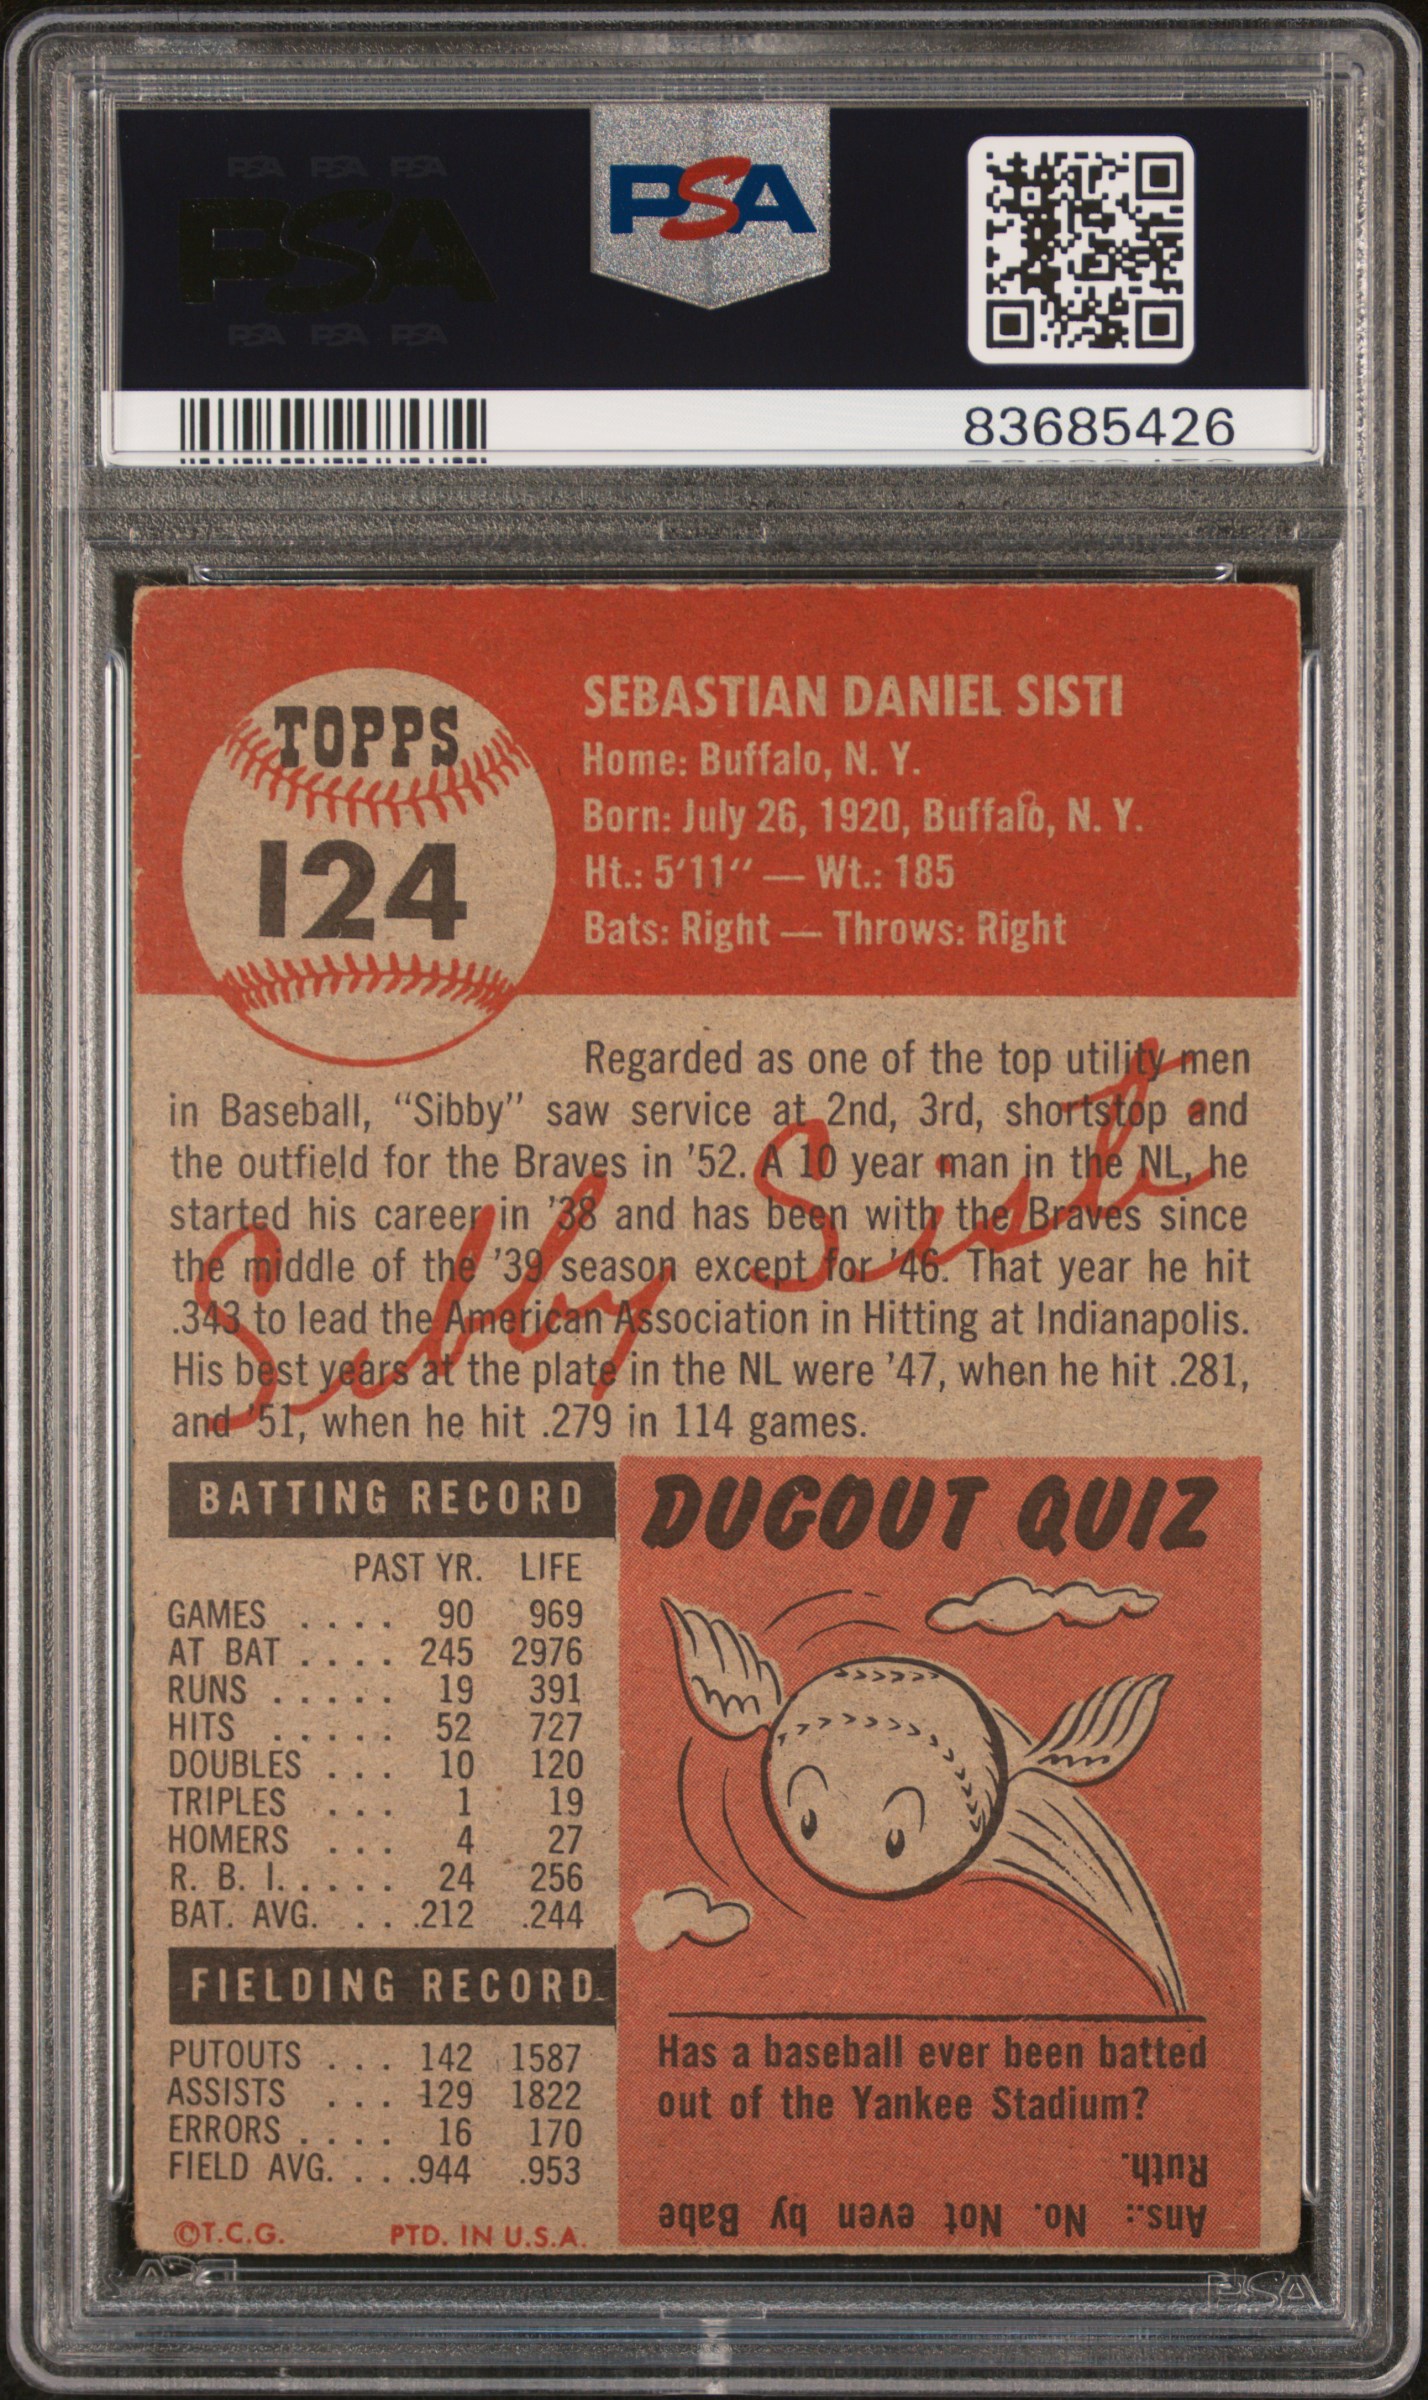 PSA PSA PSA
PSA
PSA PSA PSA
PSA
83685426
TOPPS
124
SEBASTIAN DANIEL SISTI
Home: Buffalo, N. Y.
Born: July 26, 1920, Buffalo, N. Y.
Ht.: 5'11" — Wt.: 185
Bats: Right — Throws: Right
Regarded as one of the top utility men
in Baseball, “Sibby” saw service at 2nd, 3rd, shortstop and
the outfield for the Braves in ’52. A 10 year man in the NL, he
started his career in ’38 and has been with the Braves since
the middle of the ’39 season except for ’46. That year he hit
.343 to lead the American Association in Hitting at Indianapolis.
His best years at the plate in the NL were ’47, when he hit .281,
and ’51, when he hit .279 in 114 games.
Sibby Sisti
BATTING RECORD
PAST YR. LIFE
GAMES . . . . 90 969
AT BAT . . . . 245 2976
RUNS . . . . . 19 391
HITS . . . . . 52 727
DOUBLES . . . 10 120
TRIPLES . . . 1 19
HOMERS . . . 4 27
R. B. I. . . . . 24 256
BAT. AVG. . . .212 .244
FIELDING RECORD
PUTOUTS . . . 142 1587
ASSISTS . . . 129 1822
ERRORS . . . . 16 170
FIELD AVG. . . .944 .953
©T.C.G. PTD. IN U.S.A.
DUGOUT QUIZ
Has a baseball ever been batted
out of the Yankee Stadium?
Ans.: No. Not even by Babe
Ruth.
PSA
PSA